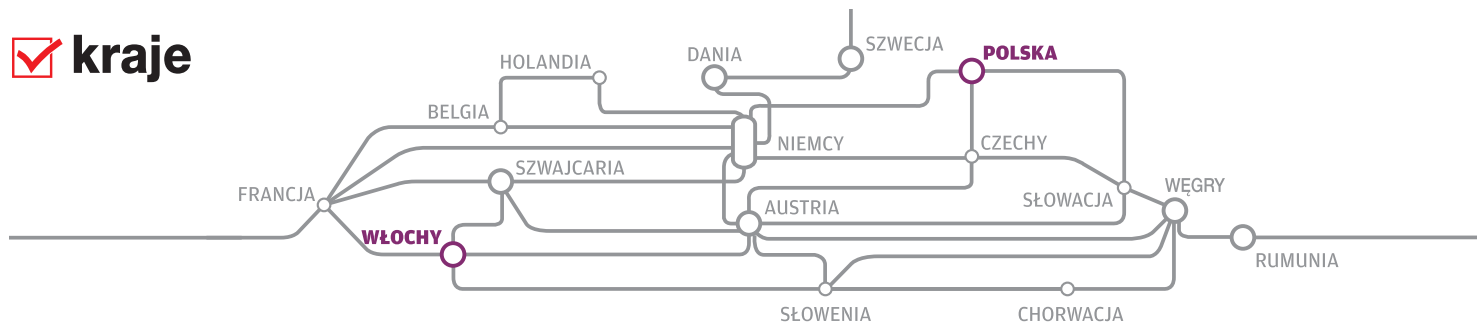 kraje
SZWECJA
DANIA
POLSKA
HOLANDIA
BELGIA
NIEMCY
CZECHY
SZWAJCARIA
FRANCJA
WĘGRY
SŁOWACJA
AUSTRIA
WŁOCHY
RUMUNIA
SŁOWENIA
CHORWACJA